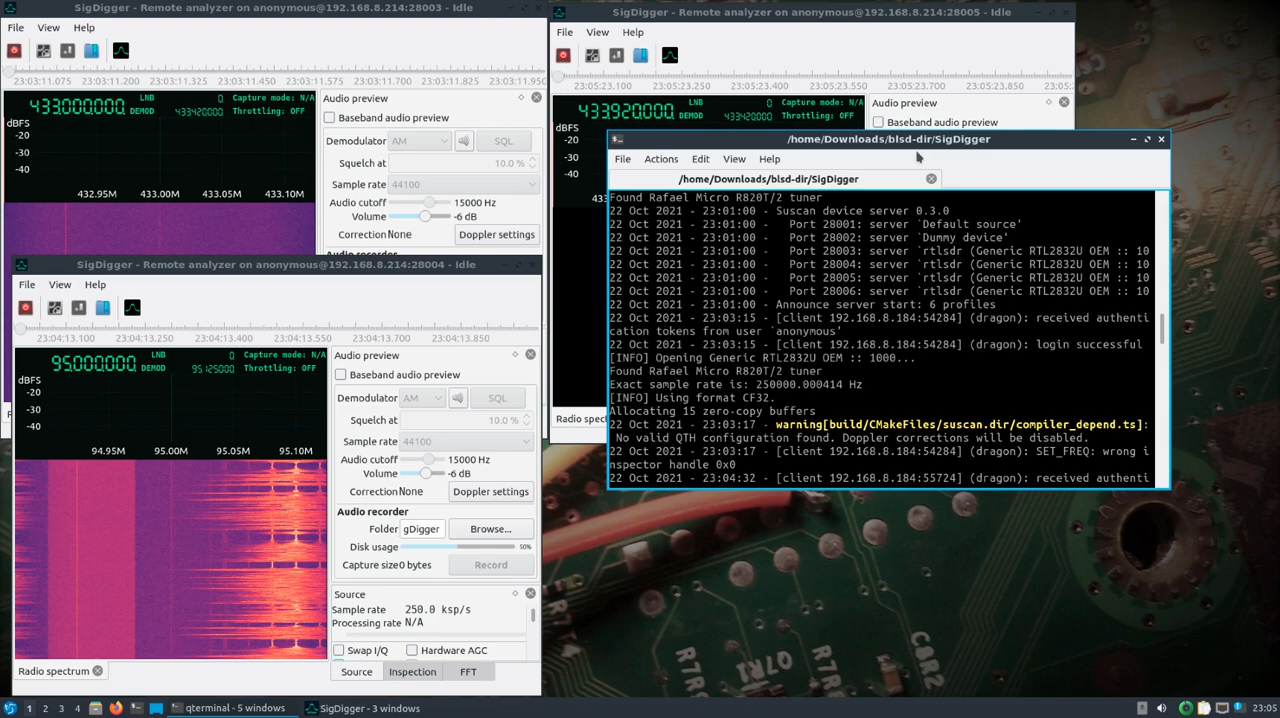 SigDigger - Remote analyzer on anonymous@192.168.8.214:28003 - Idle
File View Help
23:03:11.075 23:03:11.200 23:03:11.325 23:03:11.450 23:03:11.575 23:03:11.700 23:03:11.825 23:03:11.950
433.000.000. LNB 0 Capture mode: N/A
DEMOD 433420.000 Throttling: OFF
dBFS
-20
-30
-40
432.95M 433.00M 433.05M 433.10M
Audio preview
Baseband audio preview
Demodulator AM SQL
Squelch at 10.0 %
Sample rate 44100
Audio cutoff 15000 Hz
Volume -6 dB
Correction None Doppler settings
SigDigger - Remote analyzer on anonymous@192.168.8.214:28005 - Idle
File View Help
23:05:23.100 23:05:23.250 23:05:23.400 23:05:23.550 23:05:23.700 23:05:23.850
433.920.000. LNB 0 Capture mode: N/A
DEMOD 433420.000 Throttling: OFF
dBFS
-20
-30
-40
Audio preview
Baseband audio preview
/home/Downloads/blsd-dir/SigDigger
File Actions Edit View Help
/home/Downloads/blsd-dir/SigDigger
Found Rafael Micro R820T/2 tuner
22 Oct 2021 - 23:01:00 - Suscan device server 0.3.0
22 Oct 2021 - 23:01:00 -   Port 28001: server `Default source'
22 Oct 2021 - 23:01:00 -   Port 28002: server `Dummy device'
22 Oct 2021 - 23:01:00 -   Port 28003: server `rtlsdr (Generic RTL2832U OEM :: 10
22 Oct 2021 - 23:01:00 -   Port 28004: server `rtlsdr (Generic RTL2832U OEM :: 10
22 Oct 2021 - 23:01:00 -   Port 28005: server `rtlsdr (Generic RTL2832U OEM :: 10
22 Oct 2021 - 23:01:00 -   Port 28006: server `rtlsdr (Generic RTL2832U OEM :: 10
22 Oct 2021 - 23:01:00 - Announce server start: 6 profiles
22 Oct 2021 - 23:03:15 - [client 192.168.8.184:54284] (dragon): received authenti
cation tokens from user `anonymous'
22 Oct 2021 - 23:03:15 - [client 192.168.8.184:54284] (dragon): login successful
[INFO] Opening Generic RTL2832U OEM :: 1000...
Found Rafael Micro R820T/2 tuner
Exact sample rate is: 250000.000414 Hz
[INFO] Using format CF32.
Allocating 15 zero-copy buffers
22 Oct 2021 - 23:03:17 - warning[build/CMakeFiles/suscan.dir/compiler_depend.ts]:
No valid QTH configuration found. Doppler corrections will be disabled.
22 Oct 2021 - 23:03:17 - [client 192.168.8.184:54284] (dragon): SET_FREQ: wrong i
nspector handle 0x0
22 Oct 2021 - 23:04:32 - [client 192.168.8.184:55724] (dragon): received authenti
SigDigger - Remote analyzer on anonymous@192.168.8.214:28004 - Idle
File View Help
23:04:13.100 23:04:13.250 23:04:13.400 23:04:13.550 23:04:13.700 23:04:13.850
95.000.000. LNB 0 Capture mode: N/A
DEMOD 95125.000 Throttling: OFF
dBFS
-20
-30
-40
94.95M 95.00M 95.05M 95.10M
Audio preview
Baseband audio preview
Demodulator AM SQL
Squelch at 10.0 %
Sample rate 44100
Audio cutoff 15000 Hz
Volume -6 dB
Correction None Doppler settings
Audio recorder
Folder gDigger Browse...
Disk usage 50%
Capture size 0 bytes Record
Source
Sample rate 250.0 ksp/s
Processing rate N/A
Swap I/Q Hardware AGC
Radio spectrum
Source Inspection FFT
1 2 3 4 qterminal - 5 windows SigDigger - 3 windows 23:05